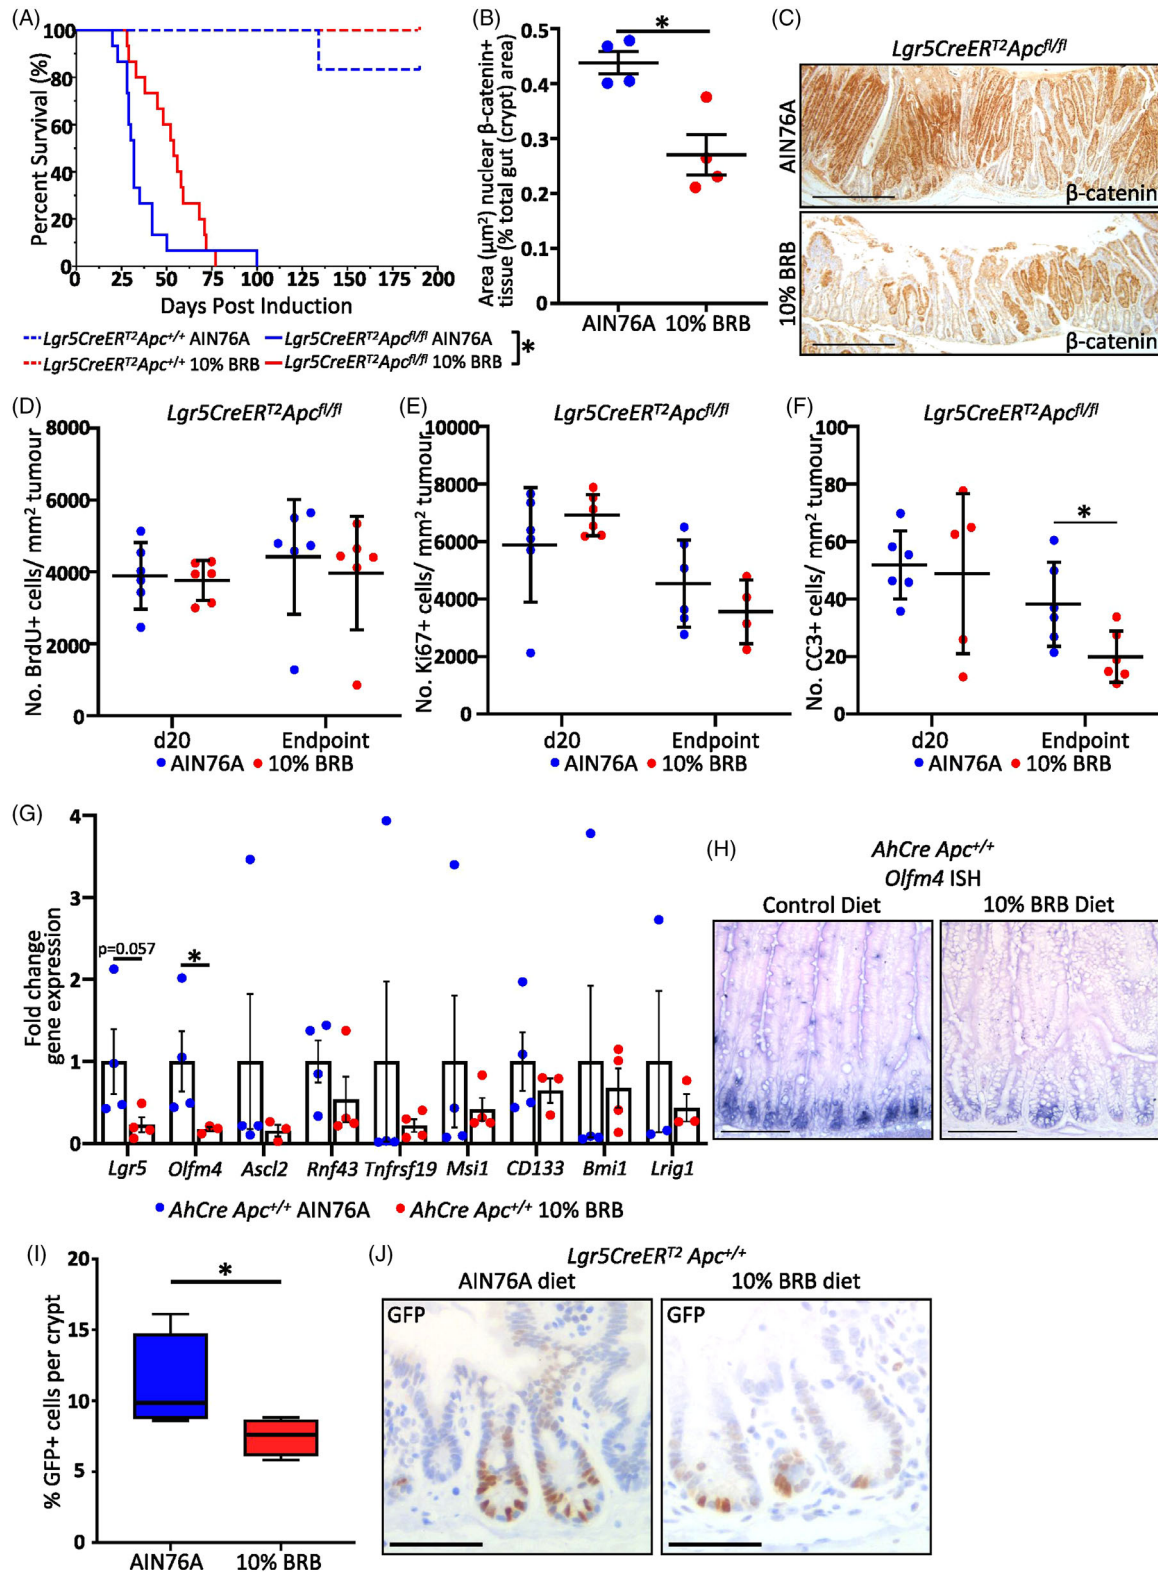 (A)
Percent Survival (%)
100
80
60
40
20
0
0 25 50 75 100 125 150 175 200
Days Post Induction
Lgr5CreERT2Apc+/+ AIN76A
Lgr5CreERT2Apcfl/fl AIN76A
Lgr5CreERT2Apc+/+ 10% BRB
Lgr5CreERT2Apcfl/fl 10% BRB
*
(B)
Area (μm²) nuclear β-catenin+
tissue (% total gut (crypt) area)
0.5
0.4
0.3
0.2
0.1
0
*
AIN76A 10% BRB
(C)
Lgr5CreERT2Apcfl/fl
AIN76A
β-catenin
10% BRB
β-catenin
(D)
Lgr5CreERT2Apcfl/fl
No. BrdU+ cells/ mm² tumour
8000
6000
4000
2000
0
d20 Endpoint
AIN76A 10% BRB
(E)
Lgr5CreERT2Apcfl/fl
No. Ki67+ cells/ mm² tumour
10000
8000
6000
4000
2000
0
d20 Endpoint
AIN76A 10% BRB
(F)
Lgr5CreERT2Apcfl/fl
No. CC3+ cells/ mm² tumour
100
80
60
40
20
0
*
d20 Endpoint
AIN76A 10% BRB
(G)
Fold change
gene expression
4
3
2
1
0
p=0.057
*
Lgr5 Olfm4 Ascl2 Rnf43 Tnfrsf19 Msi1 CD133 Bmi1 Lrig1
AhCre Apc+/+ AIN76A AhCre Apc+/+ 10% BRB
(H)
AhCre Apc+/+
Olfm4 ISH
Control Diet 10% BRB Diet
(I)
% GFP+ cells per crypt
20
15
10
5
0
*
AIN76A 10% BRB
(J)
Lgr5CreERT2 Apc+/+
AIN76A diet 10% BRB diet
GFP GFP